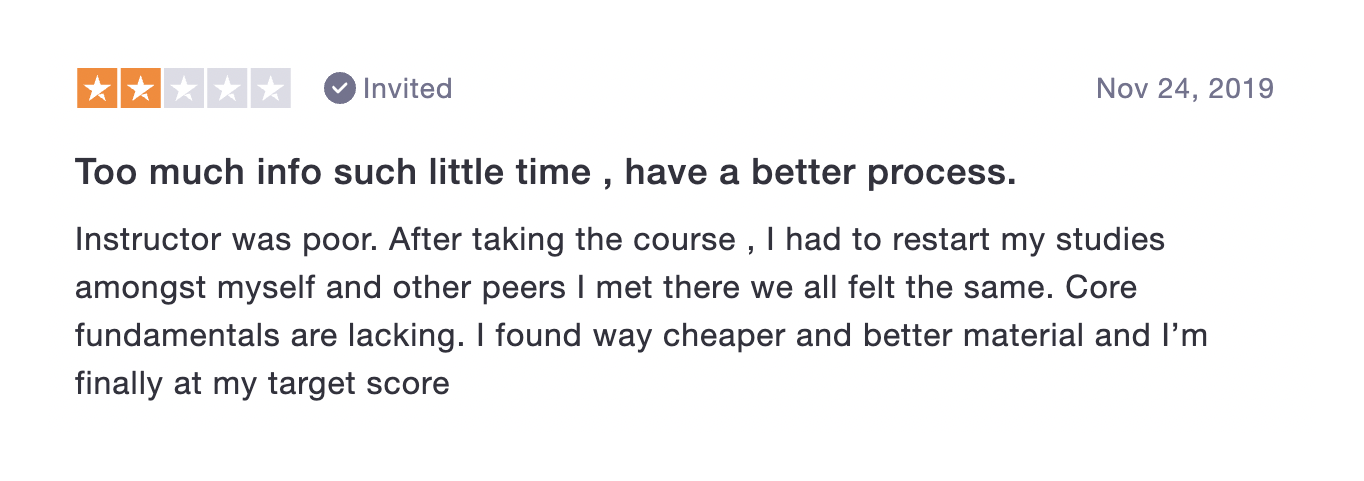 Invited
Nov 24, 2019
Too much info such little time , have a better process.
Instructor was poor. After taking the course , I had to restart my studies
amongst myself and other peers I met there we all felt the same. Core
fundamentals are lacking. I found way cheaper and better material and I’m
finally at my target score